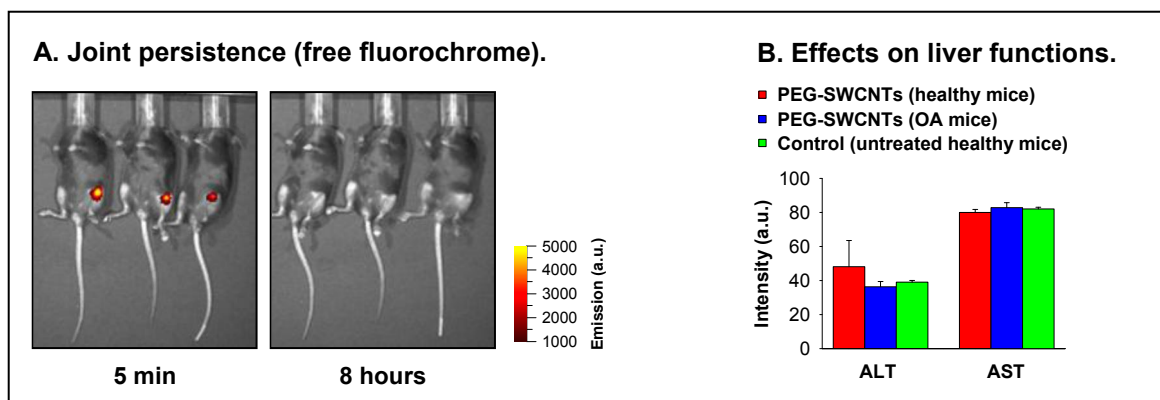 A. Joint persistence (free fluorochrome).
5 min
8 hours
5000
4000
3000
2000
1000
Emission (a.u.)
B. Effects on liver functions.
PEG-SWCNTs (healthy mice)
PEG-SWCNTs (OA mice)
Control (untreated healthy mice)
Intensity (a.u.)
100
80
60
40
20
0
ALT
AST